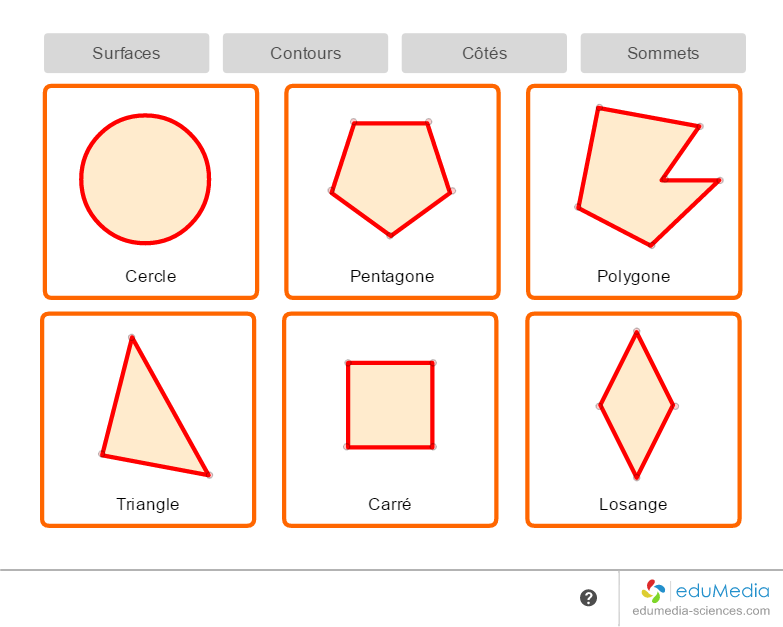 Surfaces
Contours
Côtés
Sommets
Cercle
Pentagone
Polygone
Triangle
Carré
Losange
?
eduMedia
edumedia-sciences.com